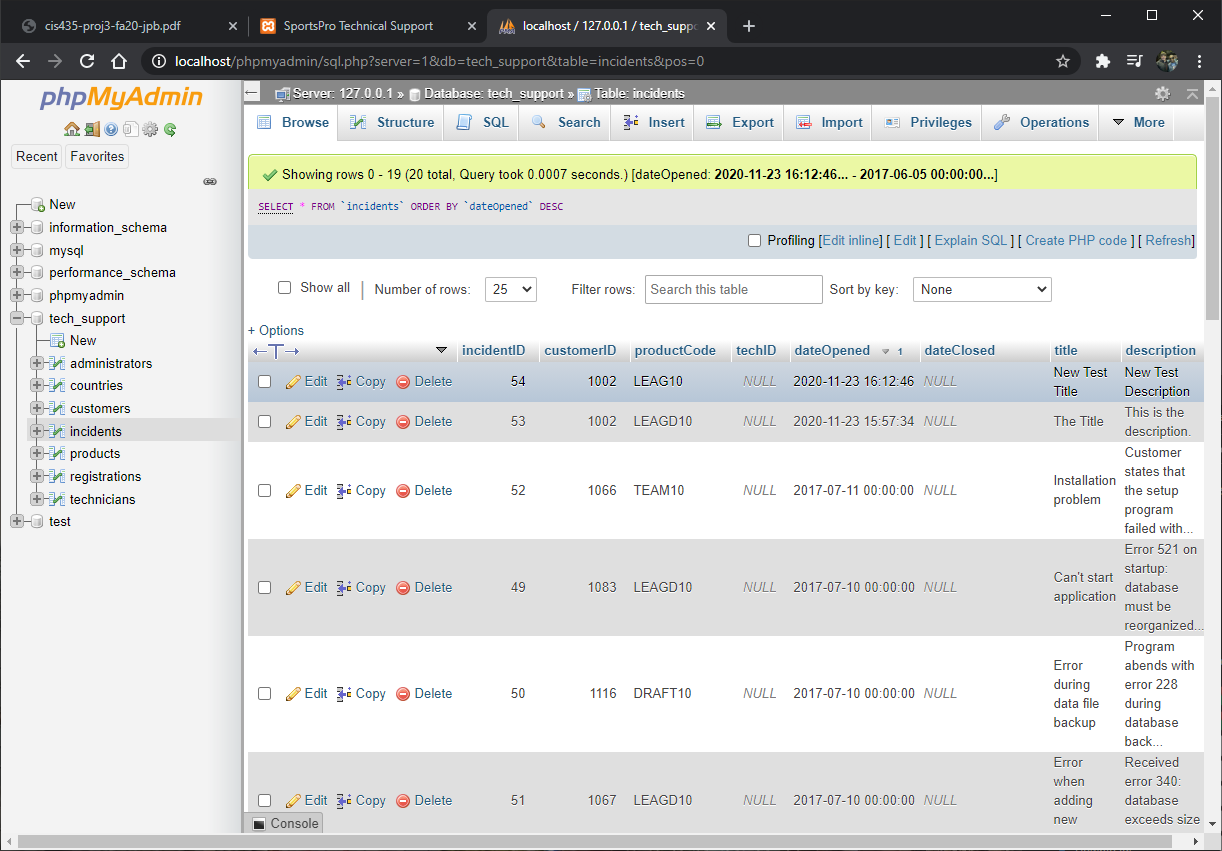 cis435-proj3-fa20-jpb.pdf
SportsPro Technical Support
localhost / 127.0.0.1 / tech_suppo
localhost/phpmyadmin/sql.php?server=1&db=tech_support&table=incidents&pos=0
phpMyAdmin
Recent Favorites
New
information_schema
mysql
performance_schema
phpmyadmin
tech_support
New
administrators
countries
customers
incidents
products
registrations
technicians
test
Server: 127.0.0.1 » Database: tech_support » Table: incidents
Browse Structure SQL Search Insert Export Import Privileges Operations More
Showing rows 0 - 19 (20 total, Query took 0.0007 seconds.) [dateOpened: 2020-11-23 16:12:46... - 2017-06-05 00:00:00...]
SELECT * FROM `incidents` ORDER BY `dateOpened` DESC
Profiling [Edit inline] [ Edit ] [ Explain SQL ] [ Create PHP code ] [ Refresh]
Show all | Number of rows: 25 Filter rows: Search this table Sort by key: None
+ Options
←T→ incidentID customerID productCode techID dateOpened 1 dateClosed title description
Edit Copy Delete 54 1002 LEAG10 NULL 2020-11-23 16:12:46 NULL
New Test
Title
New Test
Description
Edit Copy Delete 53 1002 LEAGD10 NULL 2020-11-23 15:57:34 NULL The Title
This is the
description.
Edit Copy Delete 52 1066 TEAM10 NULL 2017-07-11 00:00:00 NULL
Installation
problem
Customer
states that
the setup
program
failed with...
Edit Copy Delete 49 1083 LEAGD10 NULL 2017-07-10 00:00:00 NULL
Can't start
application
Error 521 on
startup:
database
must be
reorganized...
Edit Copy Delete 50 1116 DRAFT10 NULL 2017-07-10 00:00:00 NULL
Error
during
data file
backup
Program
abends with
error 228
during
database
back...
Edit Copy Delete 51 1067 LEAGD10 NULL 2017-07-10 00:00:00 NULL
Error
when
adding
new
Received
error 340:
database
exceeds size
Console